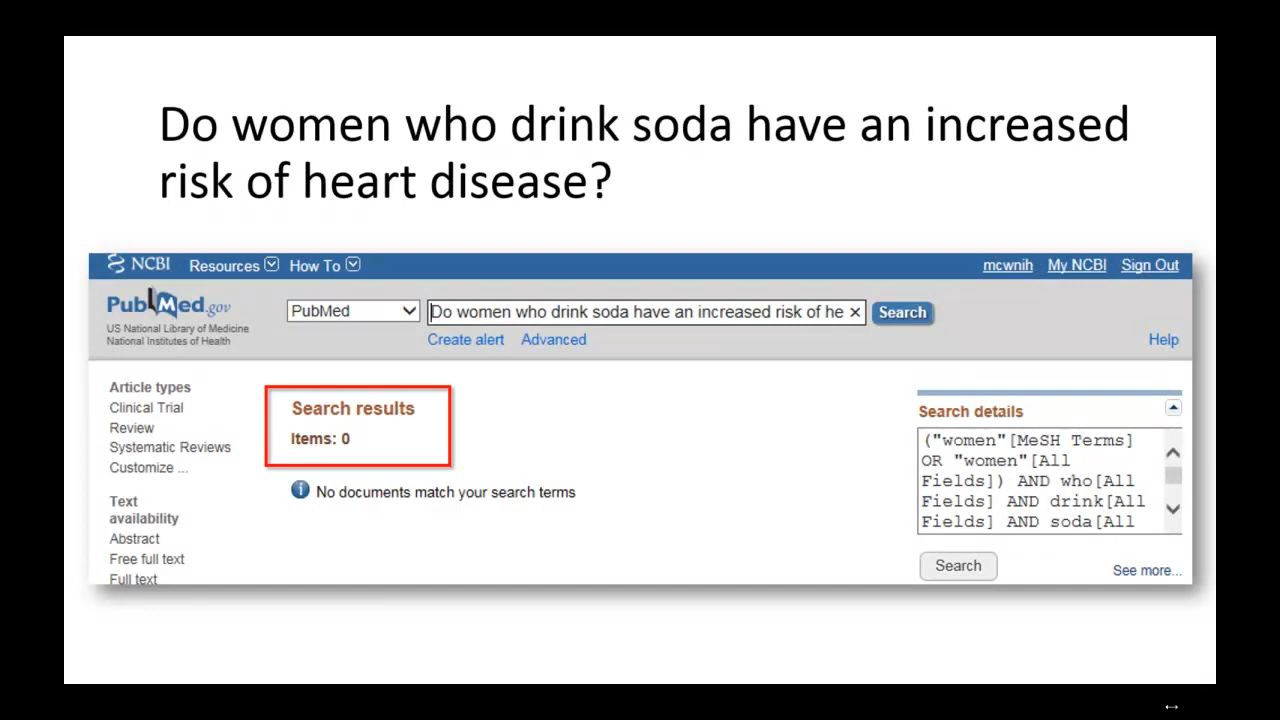 Do women who drink soda have an increased
risk of heart disease?
NCBI Resources How To mcwnih My NCBI Sign Out
PubMed.gov
US National Library of Medicine
National Institutes of Health
PubMed Do women who drink soda have an increased risk of he × Search
Create alert Advanced Help
Article types
Clinical Trial
Review
Systematic Reviews
Customize ...
Text
availability
Abstract
Free full text
Full text
Search results
Items: 0
No documents match your search terms
Search details
("women"[MeSH Terms]
OR "women"[All
Fields]) AND who[All
Fields] AND drink[All
Fields] AND soda[All
Search
See more...